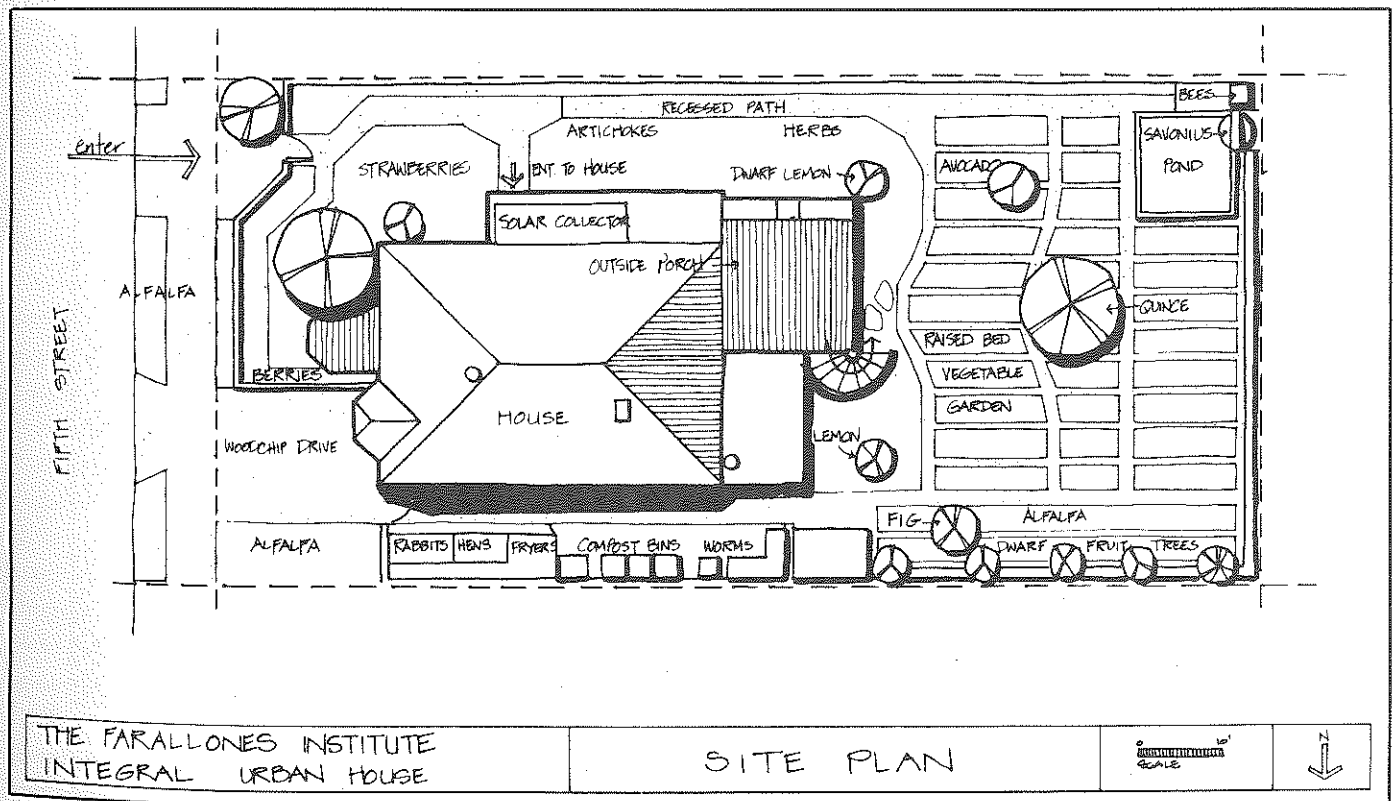 BEES
RECESSED PATH
ARTICHOKES
HERBS
SAVONIUS
POND
enter
STRAWBERRIES
ENT. TO HOUSE
DWARF LEMON
AVOCADO
SOLAR COLLECTOR
OUTSIDE PORCH
ALFALFA
QUINCE
FIFTH STREET
RAISED BED
VEGETABLE
GARDEN
BERRIES
HOUSE
WOODCHIP DRIVE
LEMON
FIG
ALFALFA
ALFALFA
RABBITS
HENS
FRYERS
COMPOST BINS
WORMS
DWARF FRUIT TREES
THE FARALLONES INSTITUTE
INTEGRAL URBAN HOUSE
SITE PLAN
0 10'
SCALE
N